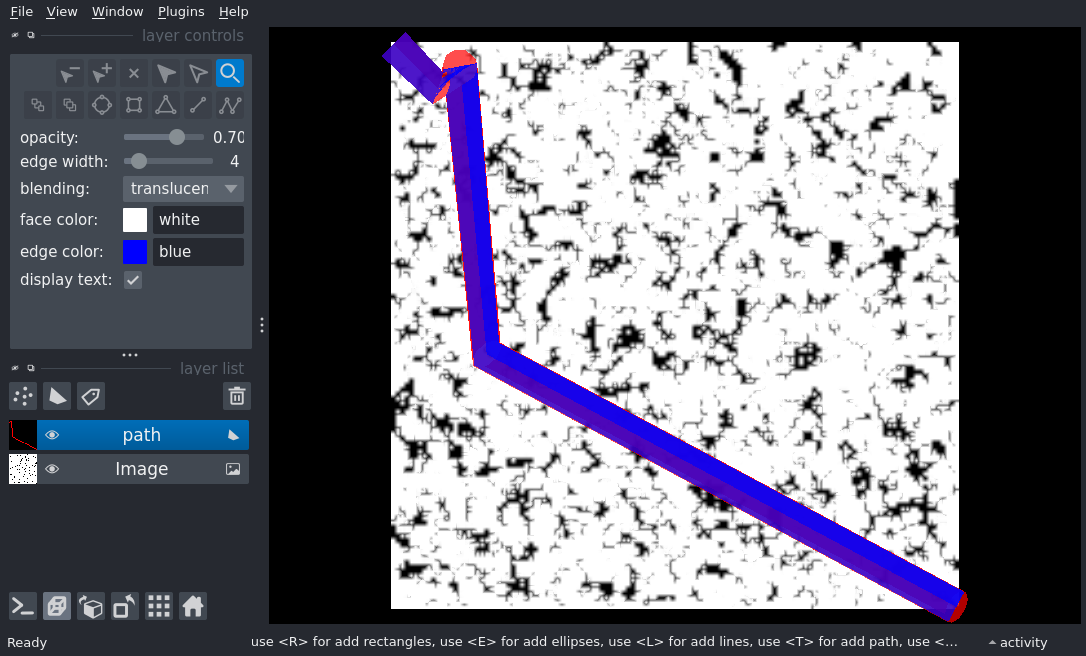 File View Window Plugins Help
layer controls
opacity: 0.70
edge width: 4
blending: translucen
face color: white
edge color: blue
display text:
layer list
path
Image
Ready use <R> for add rectangles, use <E> for add ellipses, use <L> for add lines, use <T> for add path, use <... activity